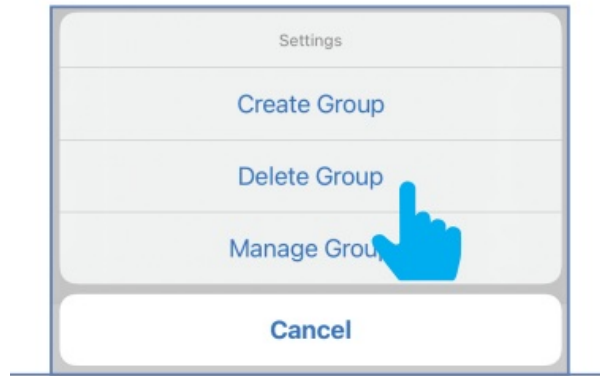 Settings
Create Group
Delete Group
Manage Group
Cancel